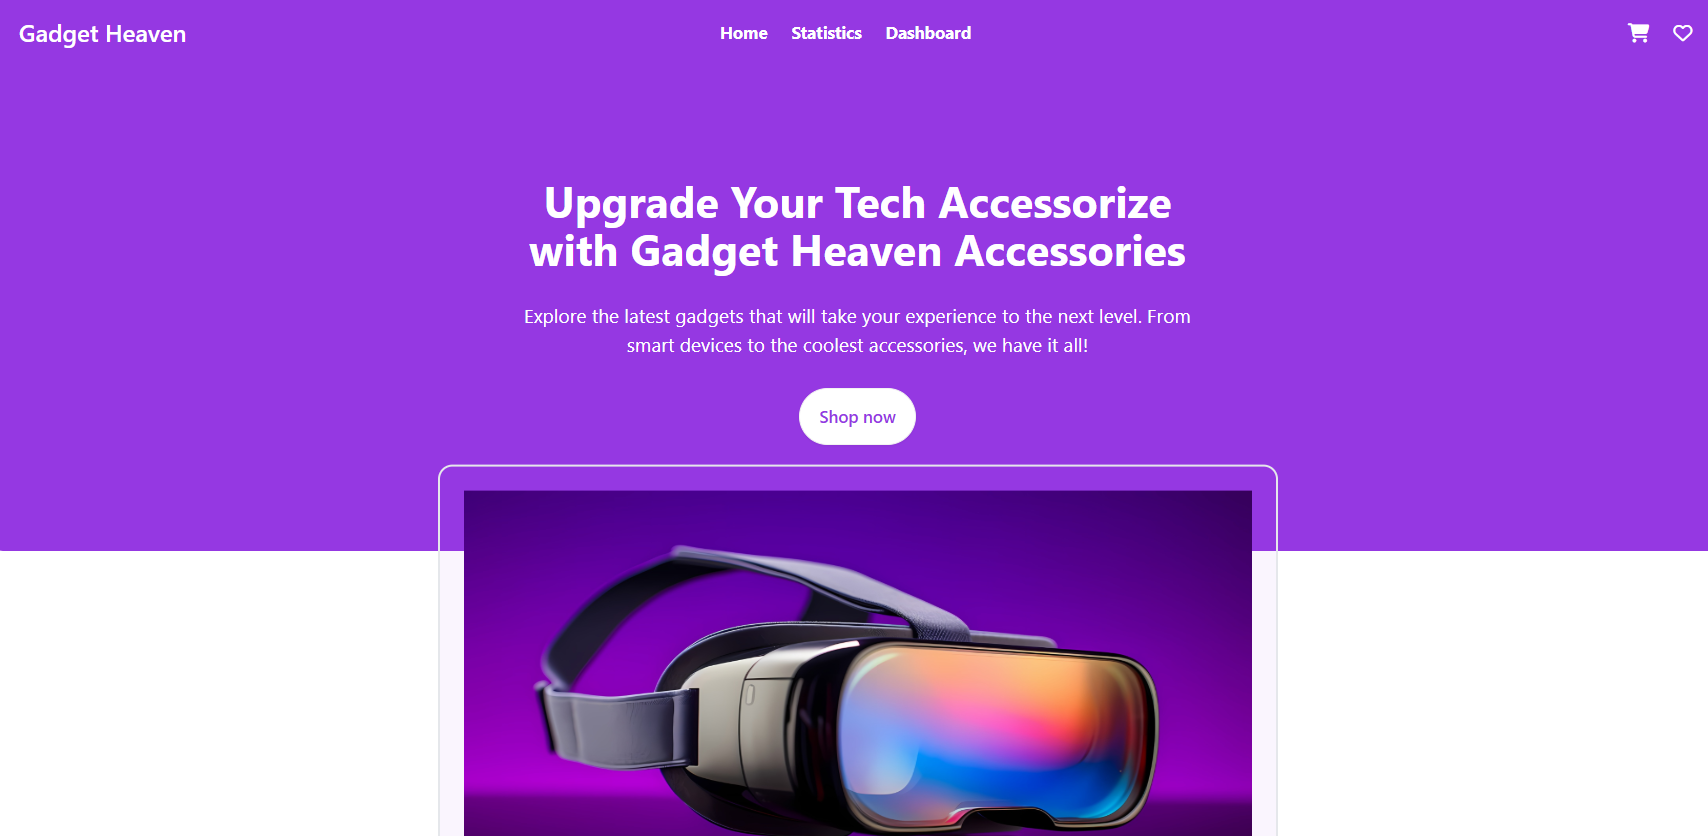 Gadget Heaven
Home Statistics Dashboard
Upgrade Your Tech Accessorize
with Gadget Heaven Accessories
Explore the latest gadgets that will take your experience to the next level. From
smart devices to the coolest accessories, we have it all!
Shop now